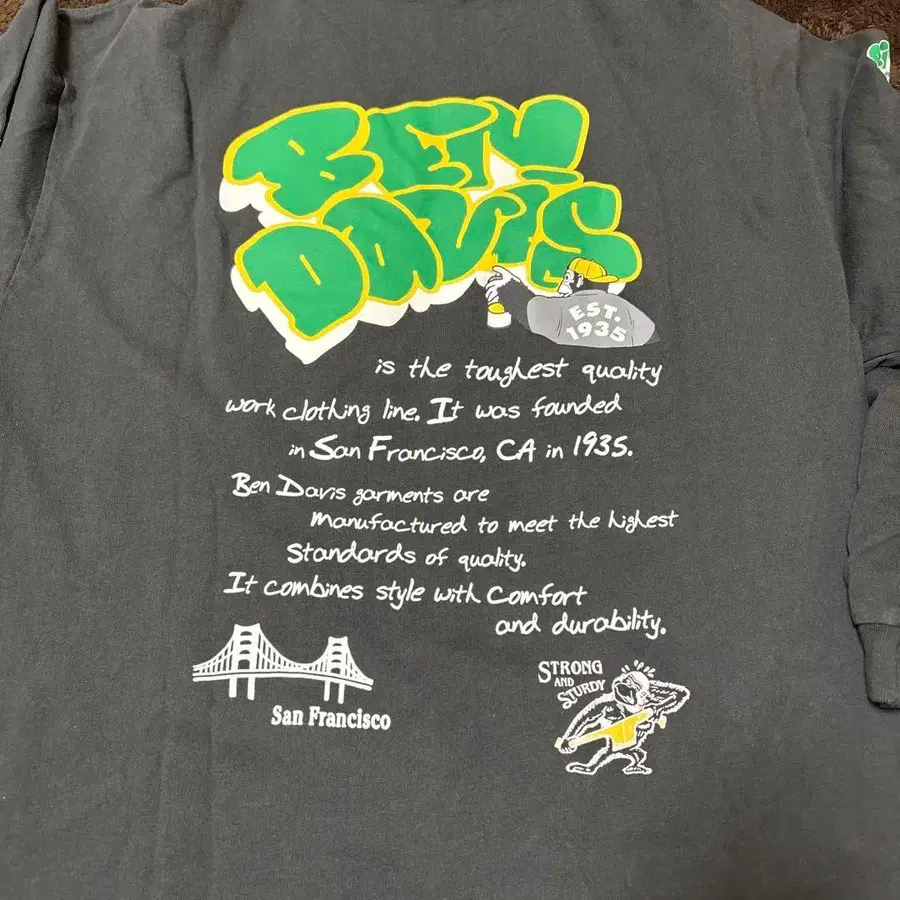 BEN
DAVIS
EST.
1935
is the toughest quality
work clothing line. It was founded
in San Francisco, CA in 1935.
Ben Davis garments are
manufactured to meet the highest
Standards of quality.
It combines style with comfort
and durability.
San Francisco
STRONG
AND
STURDY